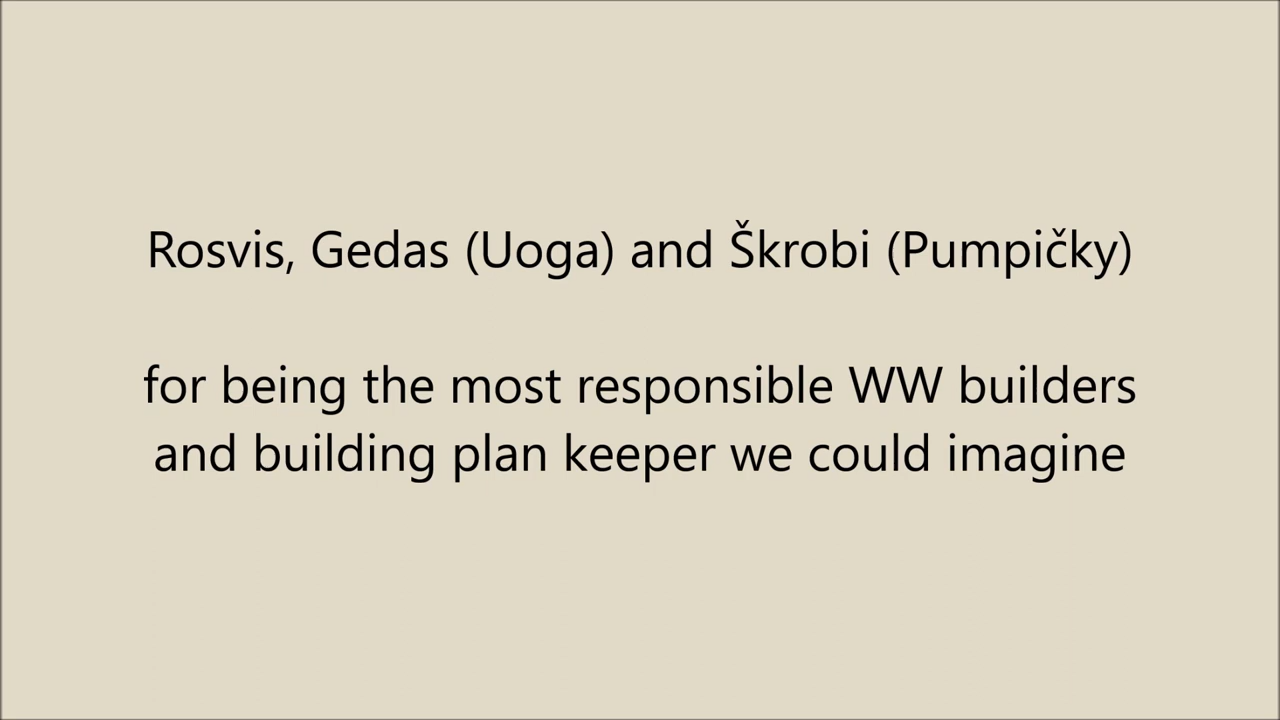 Rosvis, Gedas (Uoga) and Škrobi (Pumpičky)
for being the most responsible WW builders
and building plan keeper we could imagine